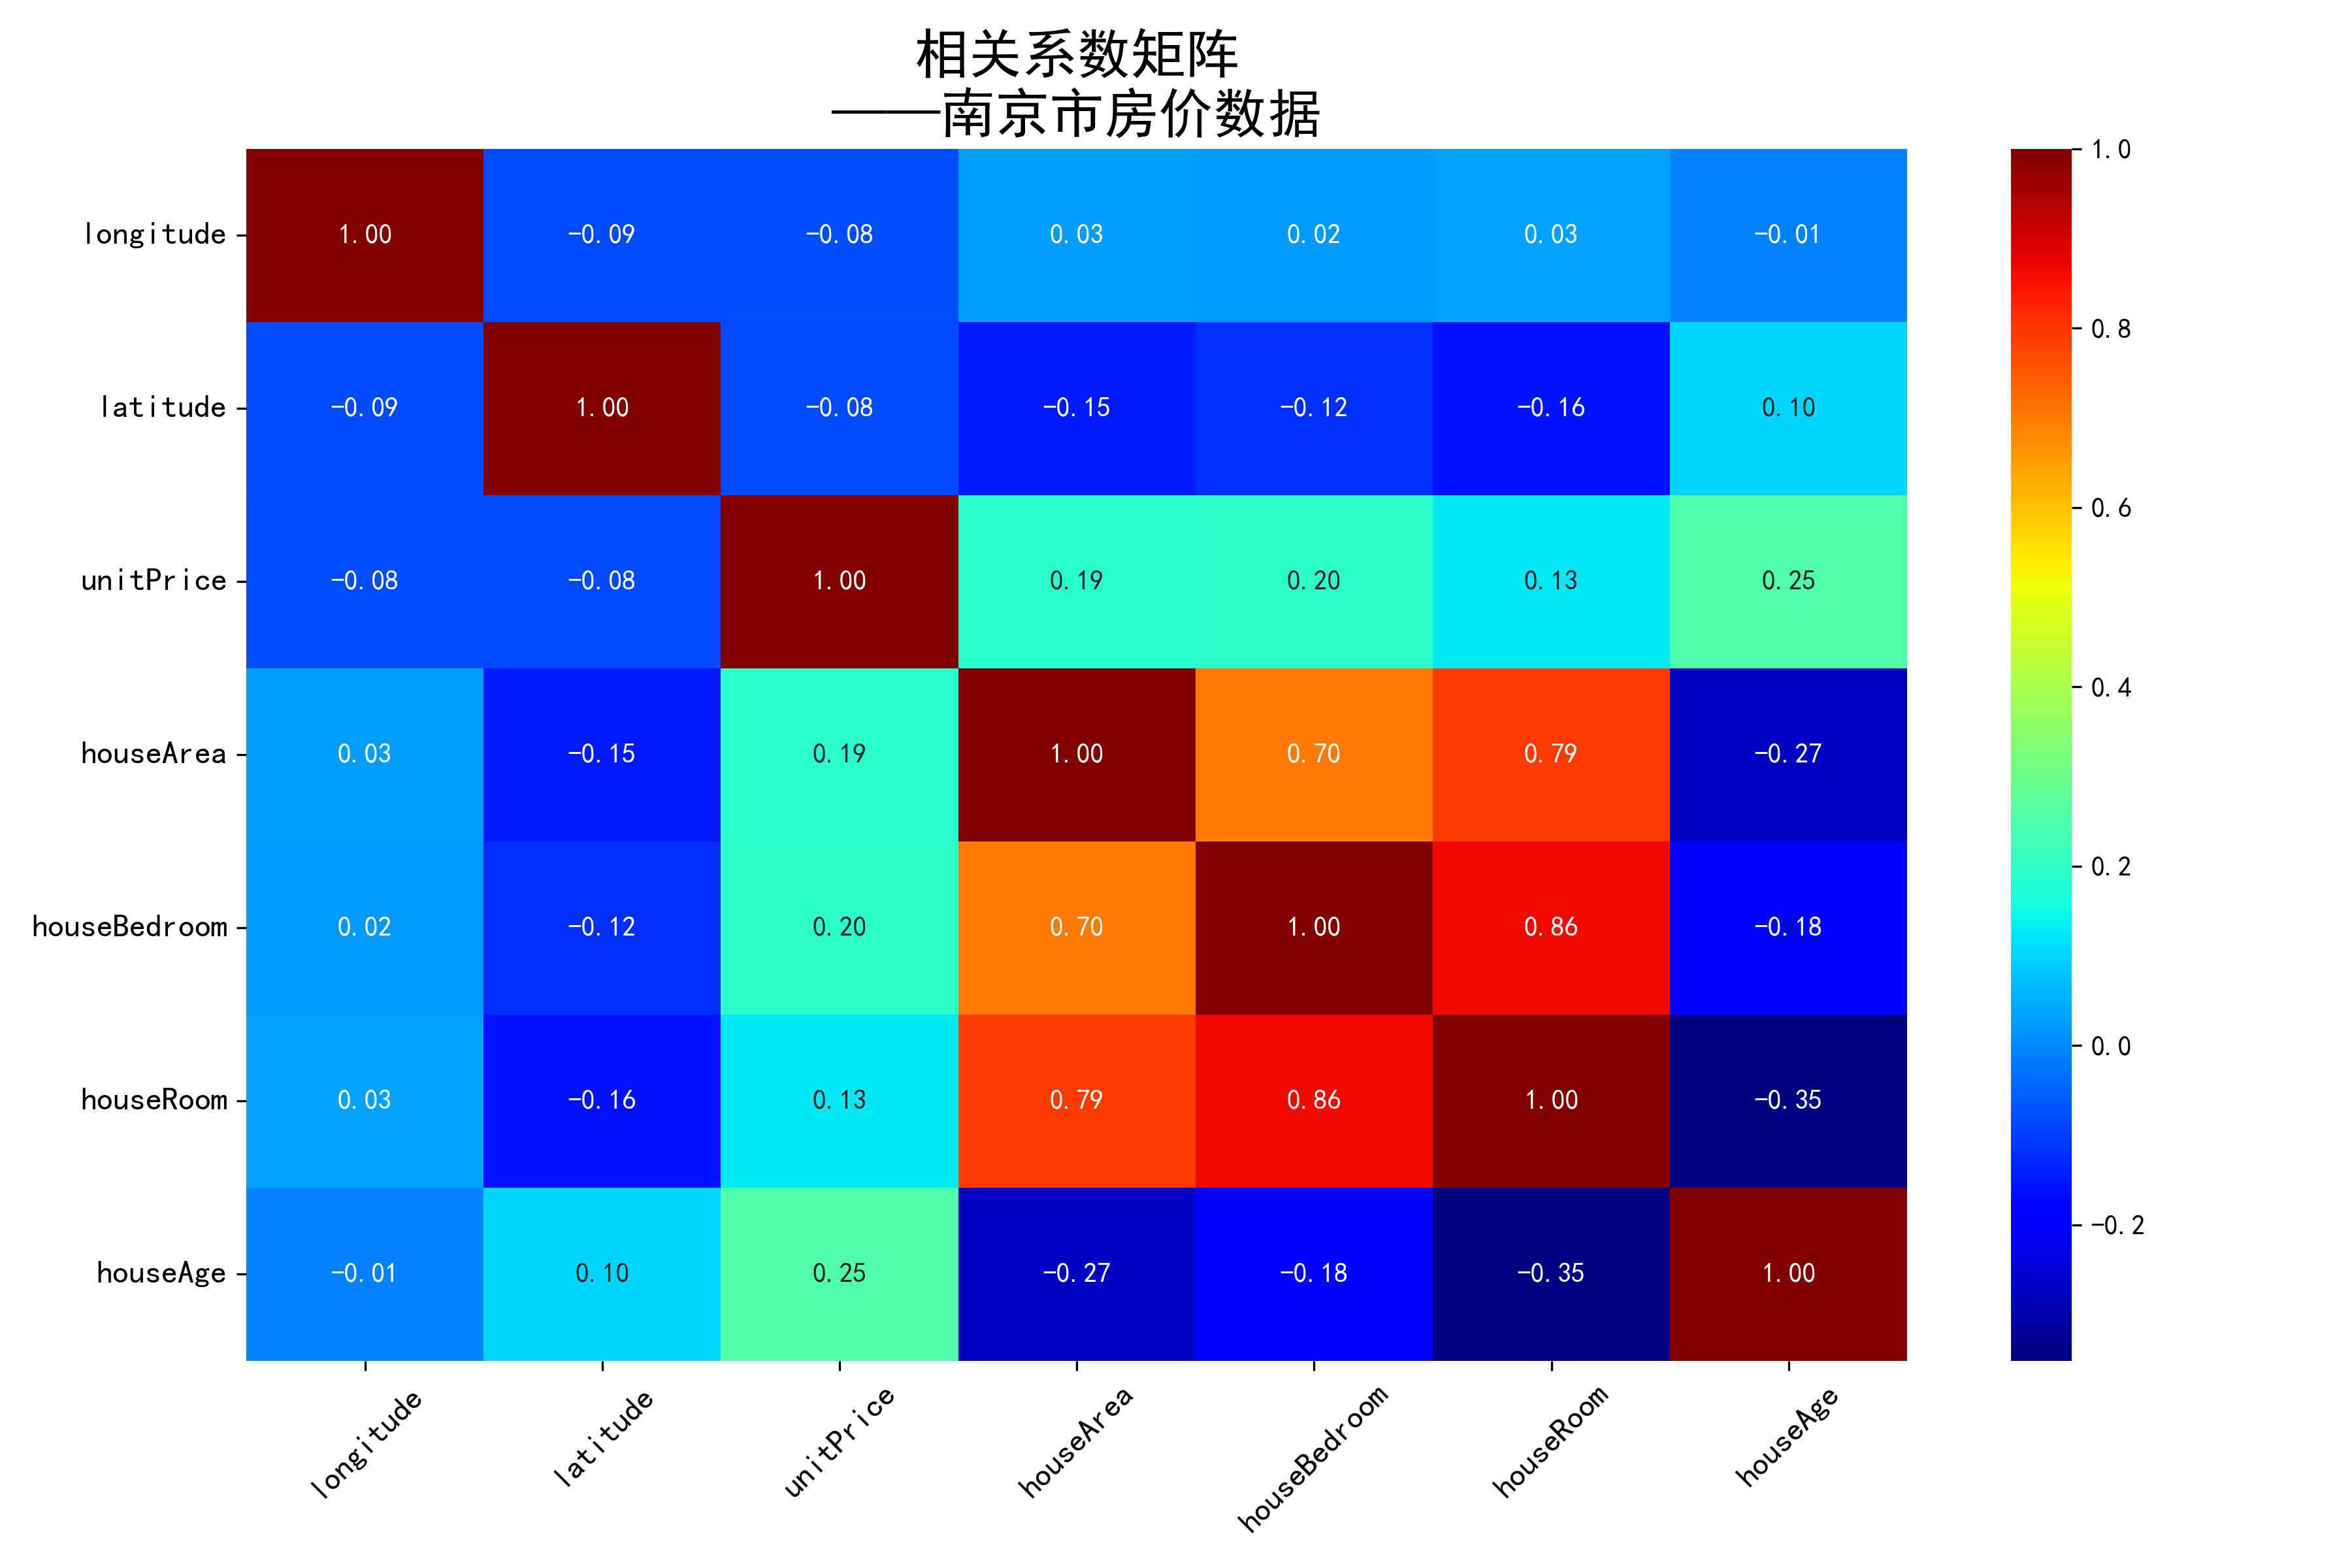 相关系数矩阵
——南京市房价数据
longitude 1.00 −0.09 −0.08 0.03 0.02 0.03 −0.01
latitude −0.09 1.00 −0.08 −0.15 −0.12 −0.16 0.10
unitPrice −0.08 −0.08 1.00 0.19 0.20 0.13 0.25
houseArea 0.03 −0.15 0.19 1.00 0.70 0.79 −0.27
houseBedroom 0.02 −0.12 0.20 0.70 1.00 0.86 −0.18
houseRoom 0.03 −0.16 0.13 0.79 0.86 1.00 −0.35
houseAge −0.01 0.10 0.25 −0.27 −0.18 −0.35 1.00
longitude latitude unitPrice houseArea houseBedroom houseRoom houseAge
1.0
0.8
0.6
0.4
0.2
0.0
−0.2